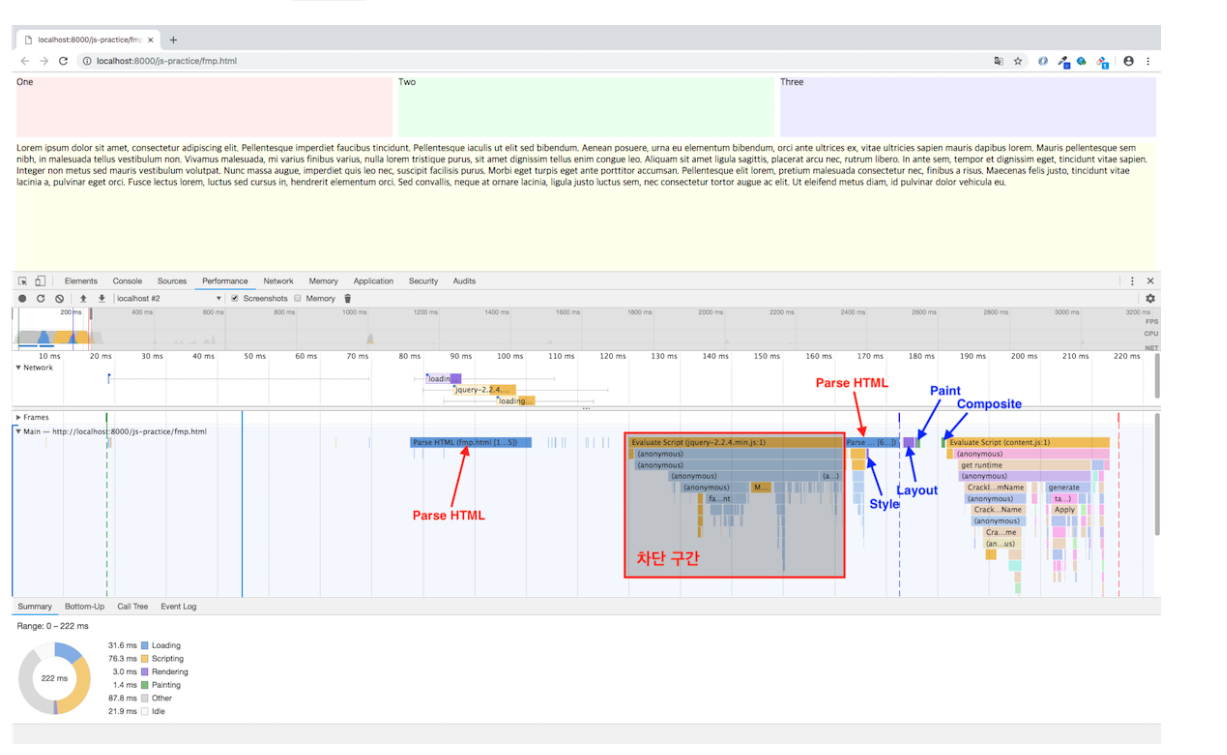 localhost:8000/js-practice/fm
localhost:8000/js-practice/fmp.html
One Two Three
Lorem ipsum dolor sit amet, consectetur adipiscing elit. Pellentesque imperdiet faucibus tincidunt. Pellentesque iaculis ut elit sed bibendum. Aenean posuere, urna eu elementum bibendum, orci ante ultrices ex, vitae ultricies sapien mauris dapibus lorem. Mauris pellentesque sem
nibh, in malesuada tellus vestibulum non. Vivamus malesuada, mi varius finibus varius, nulla lorem tristique purus, sit amet dignissim tellus enim congue leo. Aliquam sit amet ligula sagittis, placerat arcu nec, rutrum libero. In ante sem, tempor et dignissim eget, tincidunt vitae sapien.
Integer non metus sed mauris vestibulum volutpat. Nunc massa augue, imperdiet quis leo nec, suscipit facilisis purus. Morbi eget turpis eget ante porttitor accumsan. Pellentesque elit lorem, pretium malesuada consectetur nec, finibus a risus. Maecenas felis justo, tincidunt vitae
lacinia a, pulvinar eget orci. Fusce lectus lorem, luctus sed cursus in, hendrerit elementum orci. Sed convallis, neque at ornare lacinia, ligula justo luctus sem, nec consectetur tortor augue ac elit. Ut eleifend metus diam, id pulvinar dolor vehicula eu.
Elements Console Sources Performance Network Memory Application Security Audits
localhost #2 Screenshots Memory
200 ms 400 ms 600 ms 800 ms 1000 ms 1200 ms 1400 ms 1600 ms 1800 ms 2000 ms 2200 ms 2400 ms 2600 ms 2800 ms 3000 ms 3200 ms
FPS
CPU
NET
10 ms 20 ms 30 ms 40 ms 50 ms 60 ms 70 ms 80 ms 90 ms 100 ms 110 ms 120 ms 130 ms 140 ms 150 ms 160 ms 170 ms 180 ms 190 ms 200 ms 210 ms 220 ms
Network
loadin...
jquery-2.2.4....
loading...
Parse HTML
Paint
Composite
Frames
Main — http://localhost:8000/js-practice/fmp.html
Parse HTML (fmp.html [1...5]) Evaluate Script (jquery-2.2.4.min.js:1) Parse ... [6...]) Evaluate Script (content.js:1)
(anonymous) (anonymous)
(anonymous) get runtime
(anonymous) (a...) (anonymous)
(anonymous) M... Crackl...mName generate
fa...nt (anonymous) ta...)
Crack...Name Apply
(anonymous)
Cra...me
(an...us)
Layout
Style
Parse HTML
차단 구간
Summary Bottom-Up Call Tree Event Log
Range: 0 – 222 ms
31.6 ms Loading
76.3 ms Scripting
3.0 ms Rendering
222 ms
1.4 ms Painting
87.8 ms Other
21.9 ms Idle